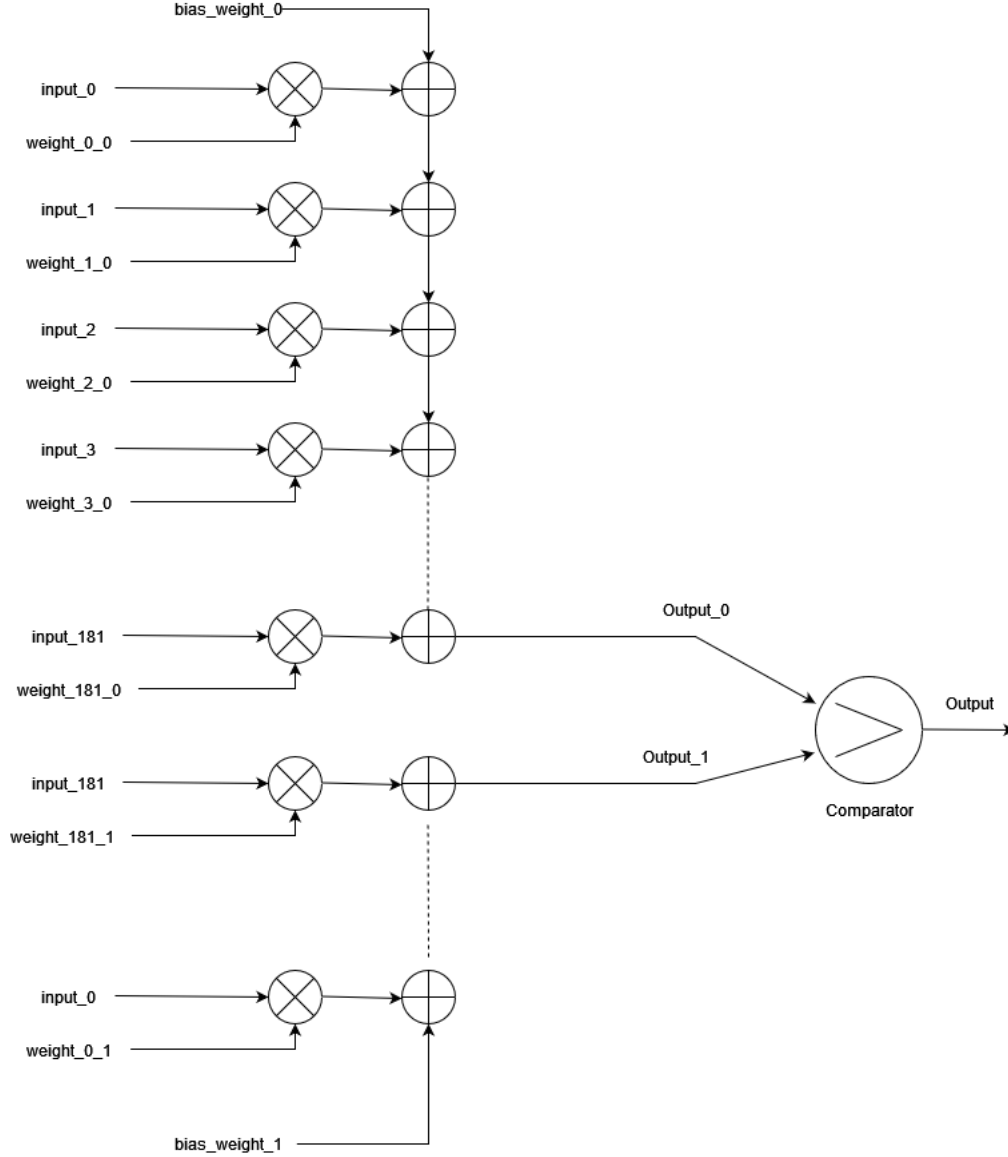 bias_weight_0
input_0
weight_0_0
input_1
weight_1_0
input_2
weight_2_0
input_3
weight_3_0
input_181
Output_0
weight_181_0
Output
Output_1
input_181
Comparator
weight_181_1
input_0
weight_0_1
bias_weight_1